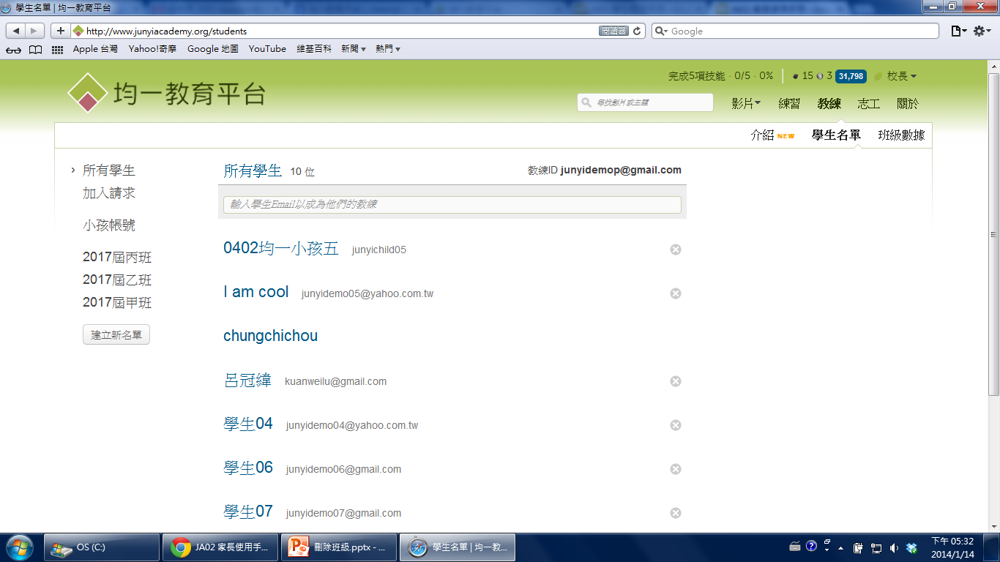 學生名單 | 均一教育平台
http://www.junyiacademy.org/students
閱讀器
Google
Apple 台灣 Yahoo!奇摩 Google 地圖 YouTube 維基百科 新聞 熱門
完成5項技能 · 0/5 · 0% 15 3 31,798 校長
均一教育平台
尋找影片或主題
影片 練習 教練 志工 關於
介紹 NEW 學生名單 班級數據
所有學生
加入請求
小孩帳號
2017屆丙班
2017屆乙班
2017屆甲班
建立新名單
所有學生 10 位 教練ID junyidemop@gmail.com
輸入學生Email以成為他們的教練
0402均一小孩五 junyichild05
I am cool junyidemo05@yahoo.com.tw
chungchichou
呂冠緯 kuanweilu@gmail.com
學生04 junyidemo04@yahoo.com.tw
學生06 junyidemo06@gmail.com
學生07 junyidemo07@gmail.com
OS (C:) JA02 家長使用手... 刪除班級.pptx - ... 學生名單 | 均一教...
下午 05:32
2014/1/14